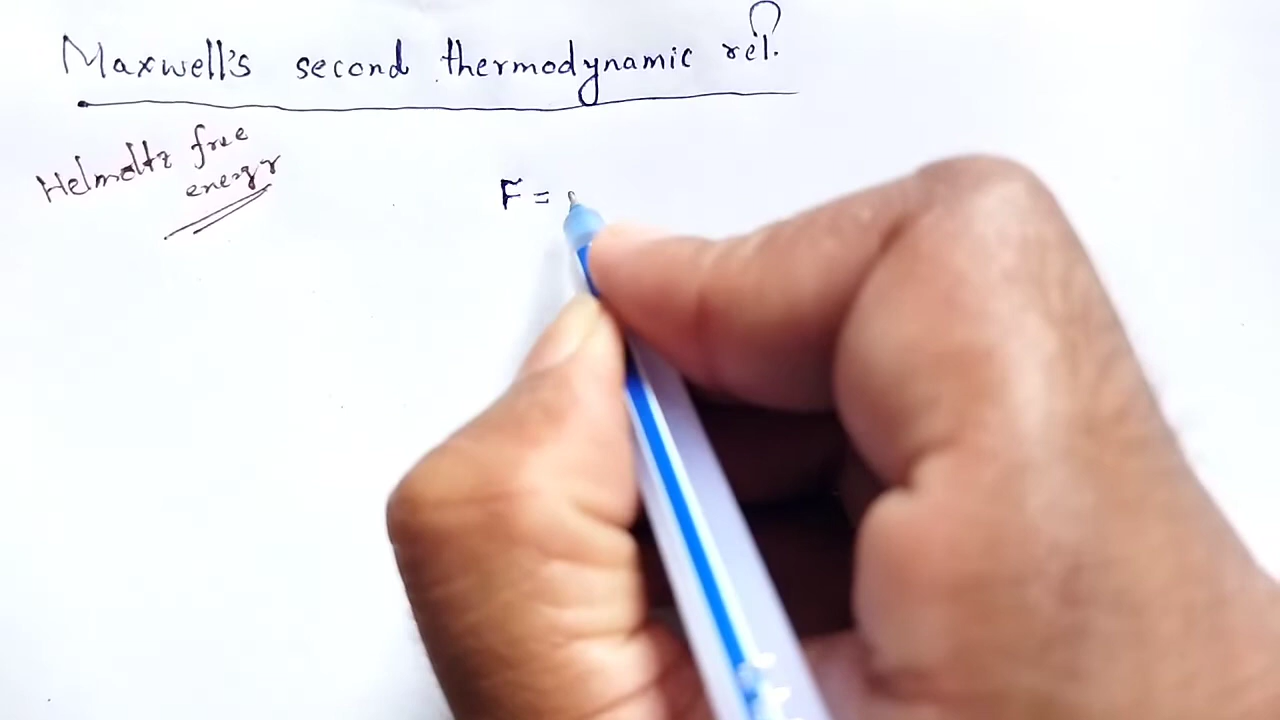 Maxwell's second thermodynamic rel.
Helmoltz free
energy
F =